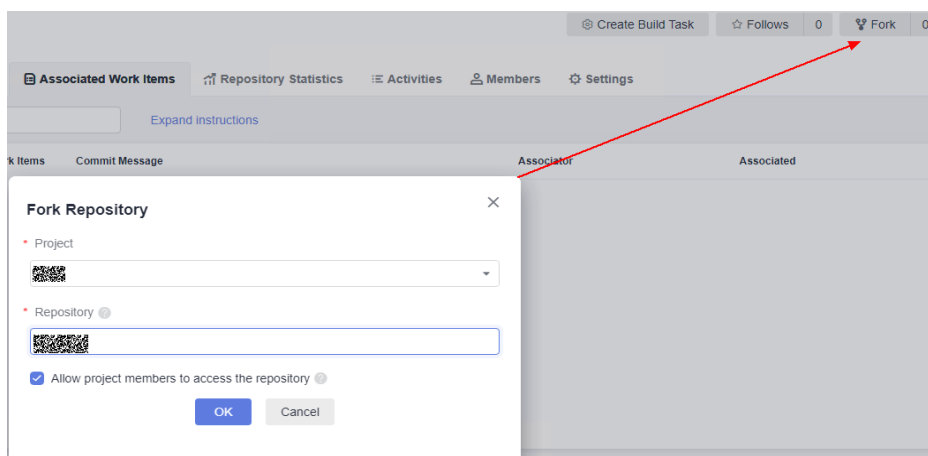 Create Build Task Follows 0 Fork 0
Associated Work Items Repository Statistics Activities Members Settings
Expand instructions
rk Items Commit Message Associator Associated
Fork Repository
* Project
* Repository
Allow project members to access the repository
OK Cancel